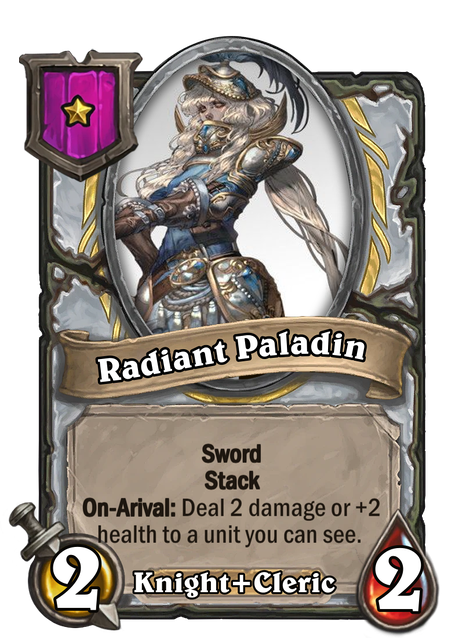 Radiant Paladin
Sword
Stack
On-Arival: Deal 2 damage or +2
health to a unit you can see.
2
Knight+Cleric
2